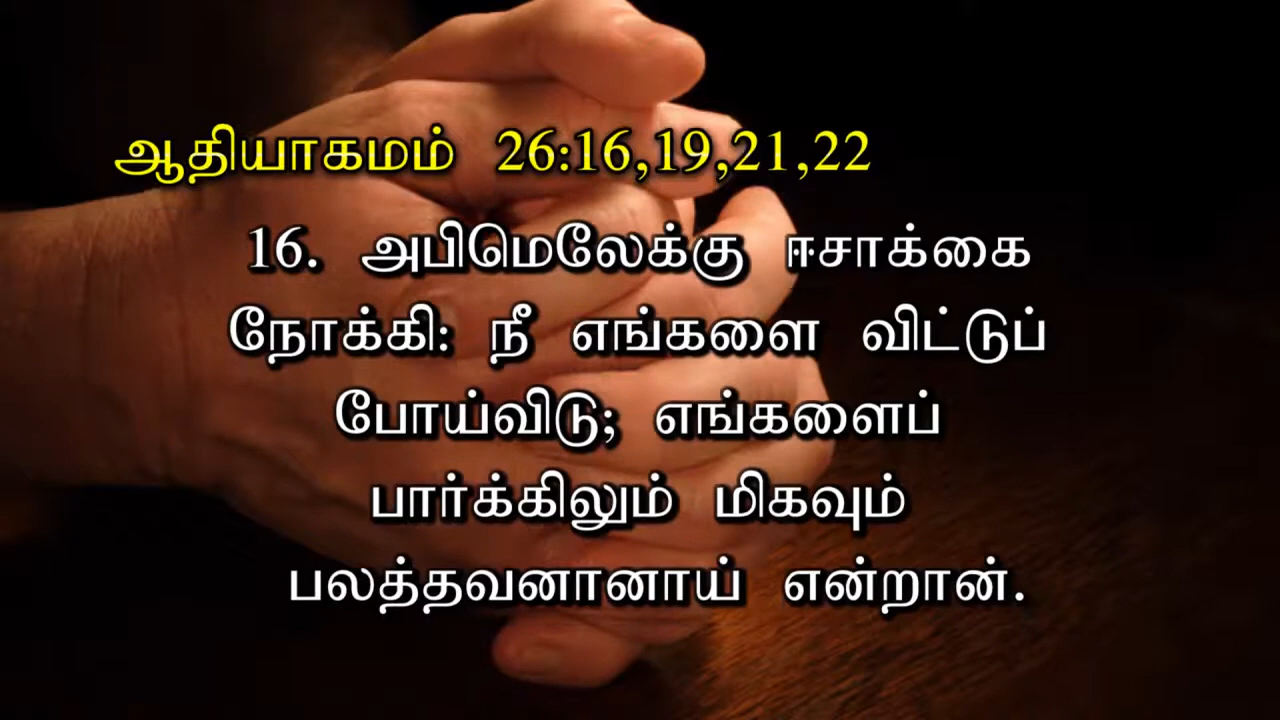 ஆதியாகமம் 26:16,19,21,22
16. அபிமெலேக்கு ஈசாக்கை
நோக்கி: நீ எங்களை விட்டுப்
போய்விடு; எங்களைப்
பார்க்கிலும் மிகவும்
பலத்தவனானாய் என்றான்.